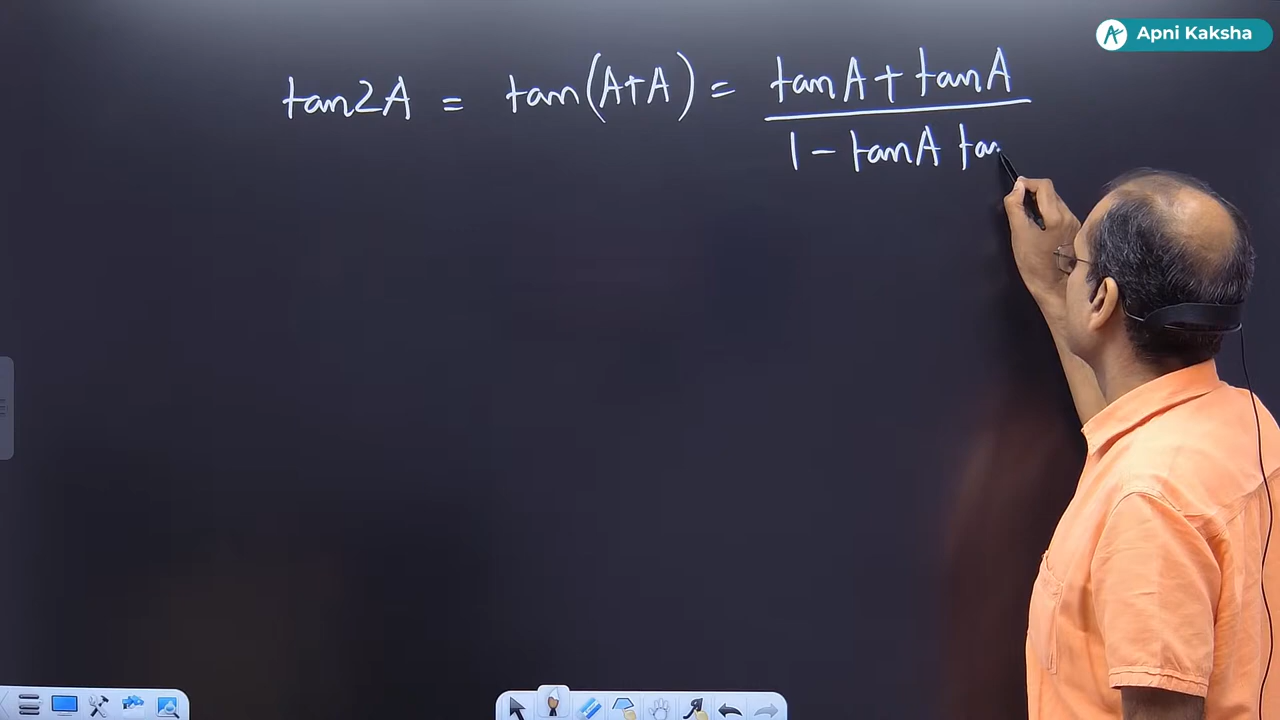 Apni Kaksha
tan2A = tan(A+A) = tanA + tanA
1 - tanA tan